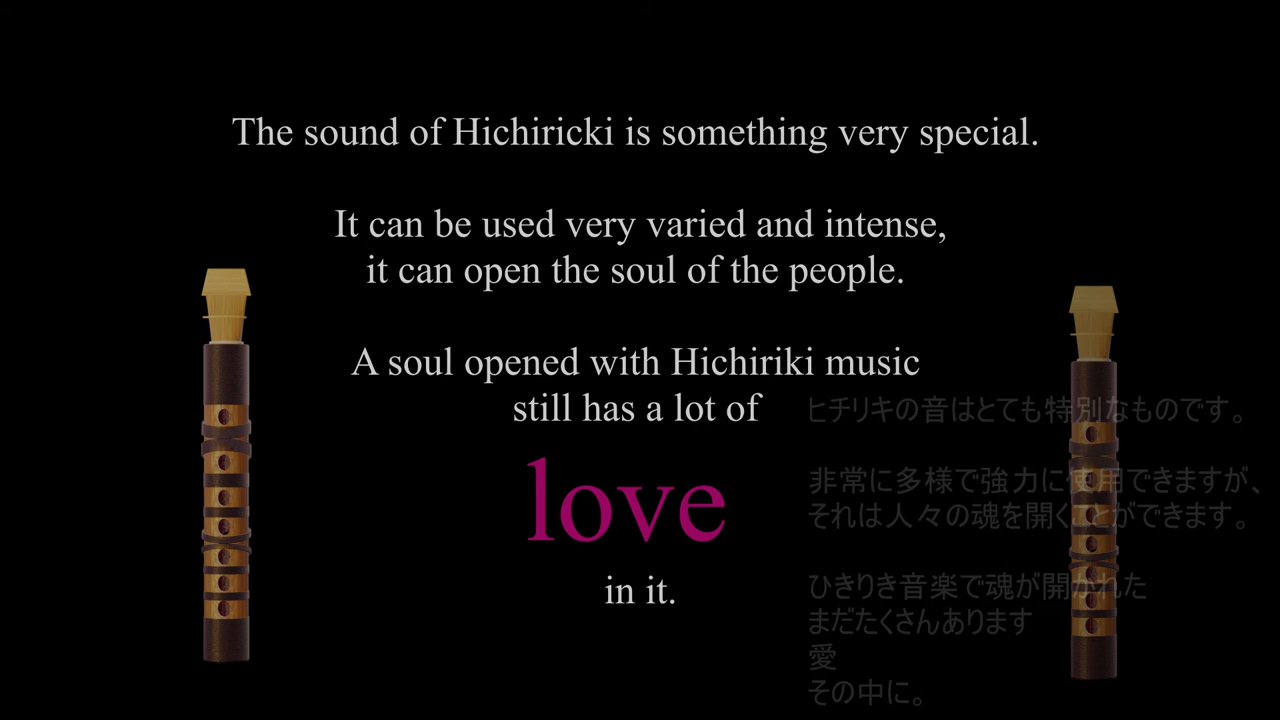 The sound of Hichiricki is something very special.
It can be used very varied and intense,
it can open the soul of the people.
A soul opened with Hichiriki music
still has a lot of
love
in it.
ヒチリキの音はとても特別なものです。
非常に多様で強力に使用できますが、
それは人々の魂を開くことができます。
ひきりき音楽で魂が開かれた
まだたくさんあります
愛
その中に。